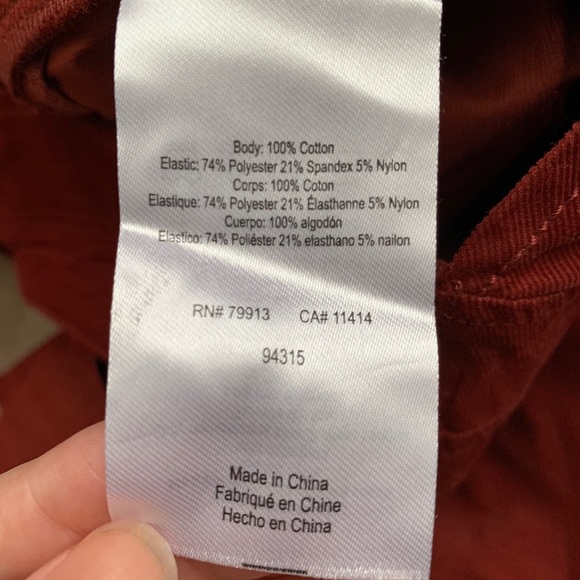 Body: 100% Cotton
Elastic: 74% Polyester 21% Spandex 5% Nylon
Corps: 100% Coton
Elastique: 74% Polyester 21% Élasthanne 5% Nylon
Cuerpo: 100% algodón
Elastico: 74% Poliéster 21% elasthano 5% nailon
RN# 79913 CA# 11414
94315
Made in China
Fabriqué en Chine
Hecho en China